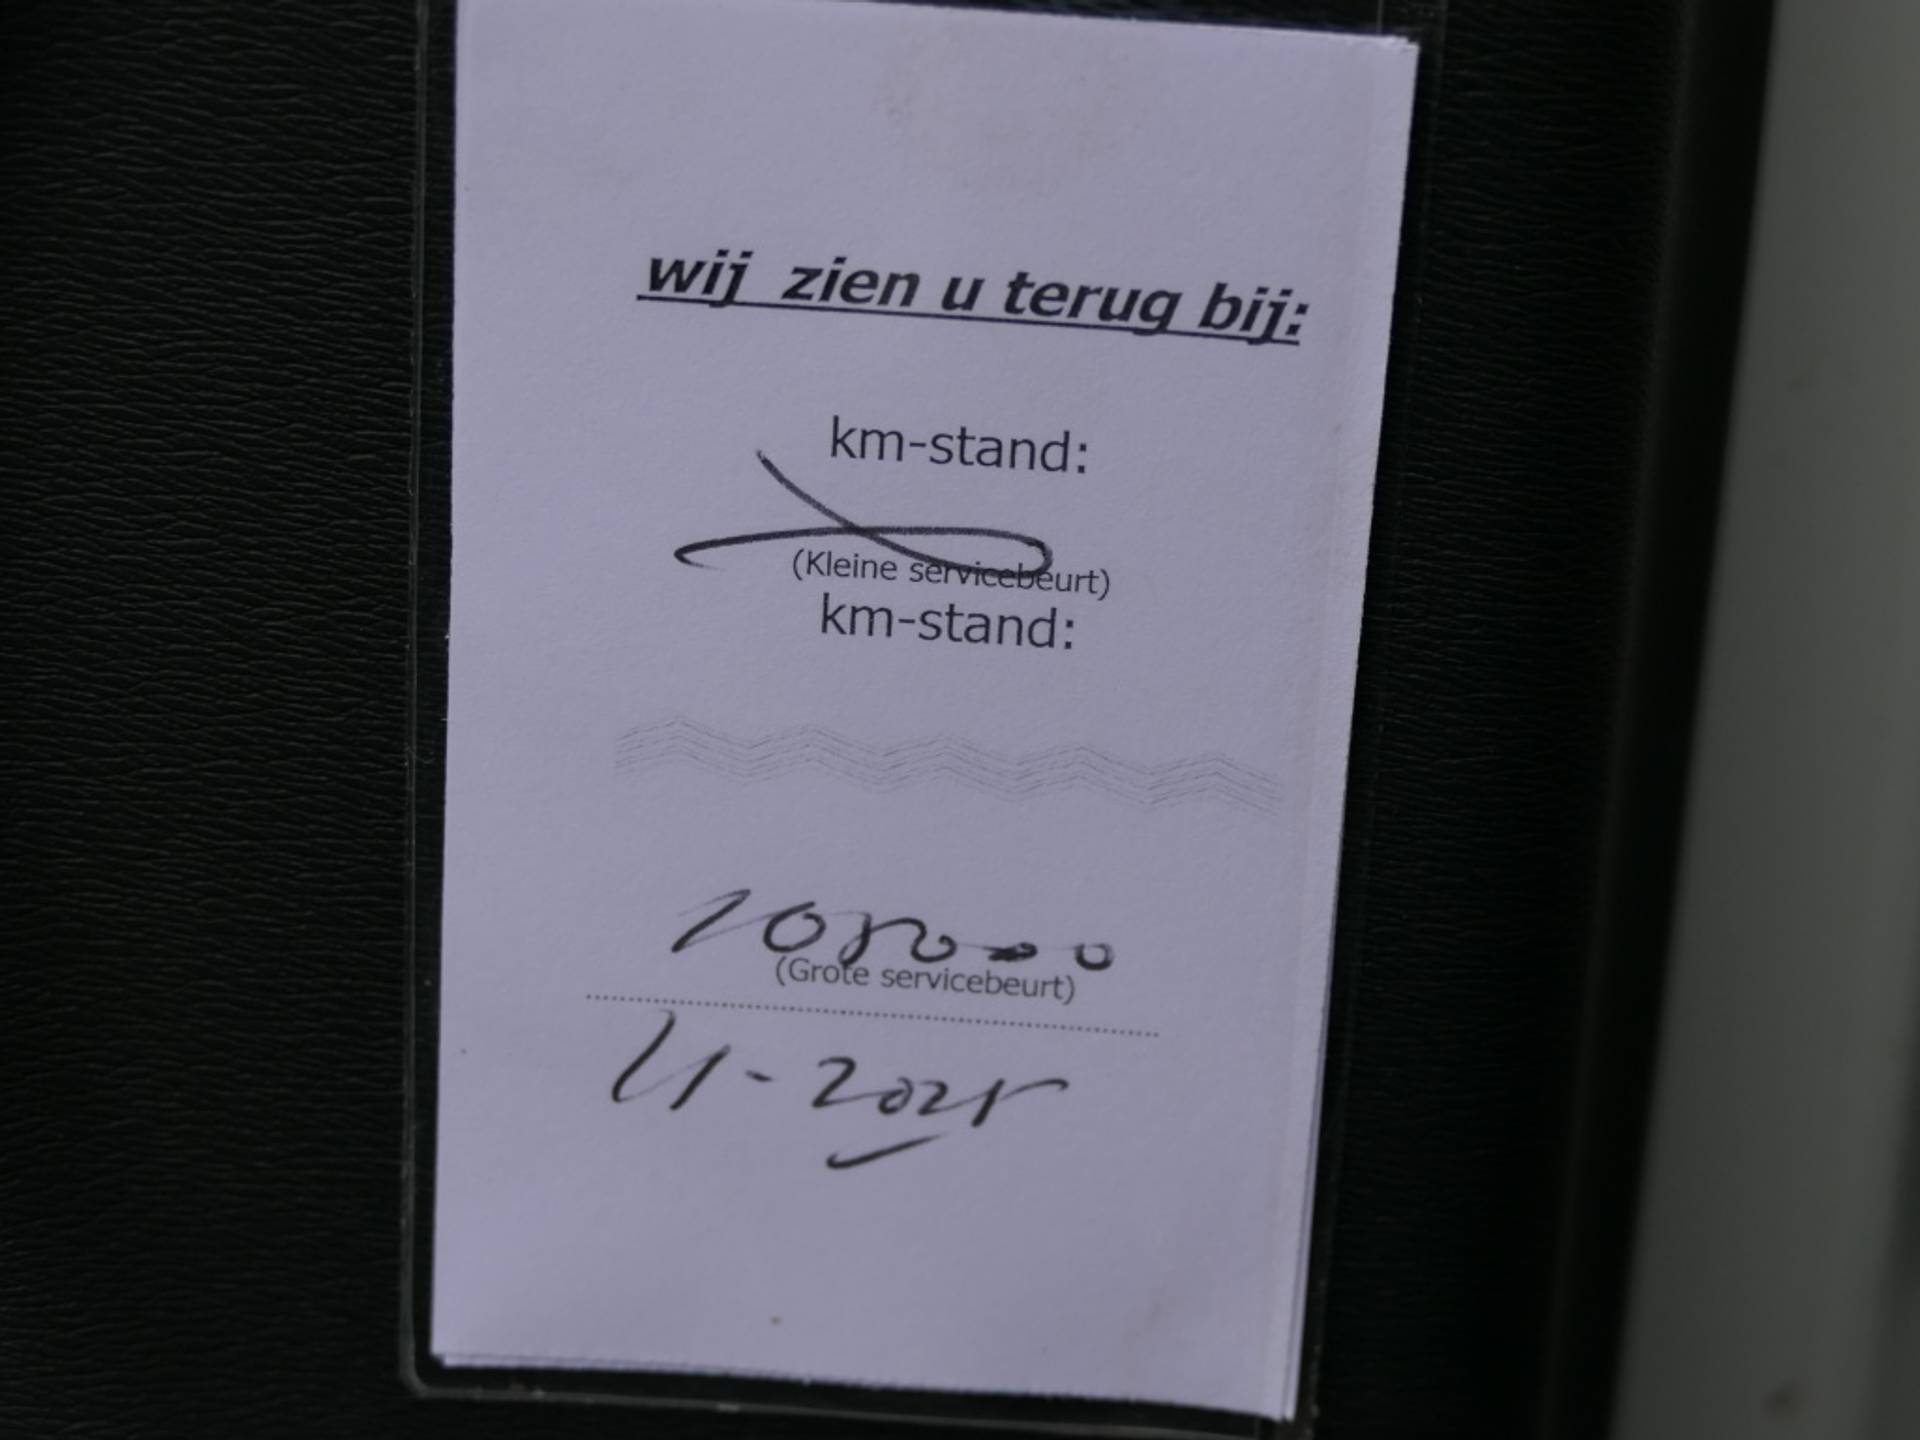 wij zien u terug bij:
km-stand:
(Kleine servicebeurt)
km-stand:
(Grote servicebeurt)